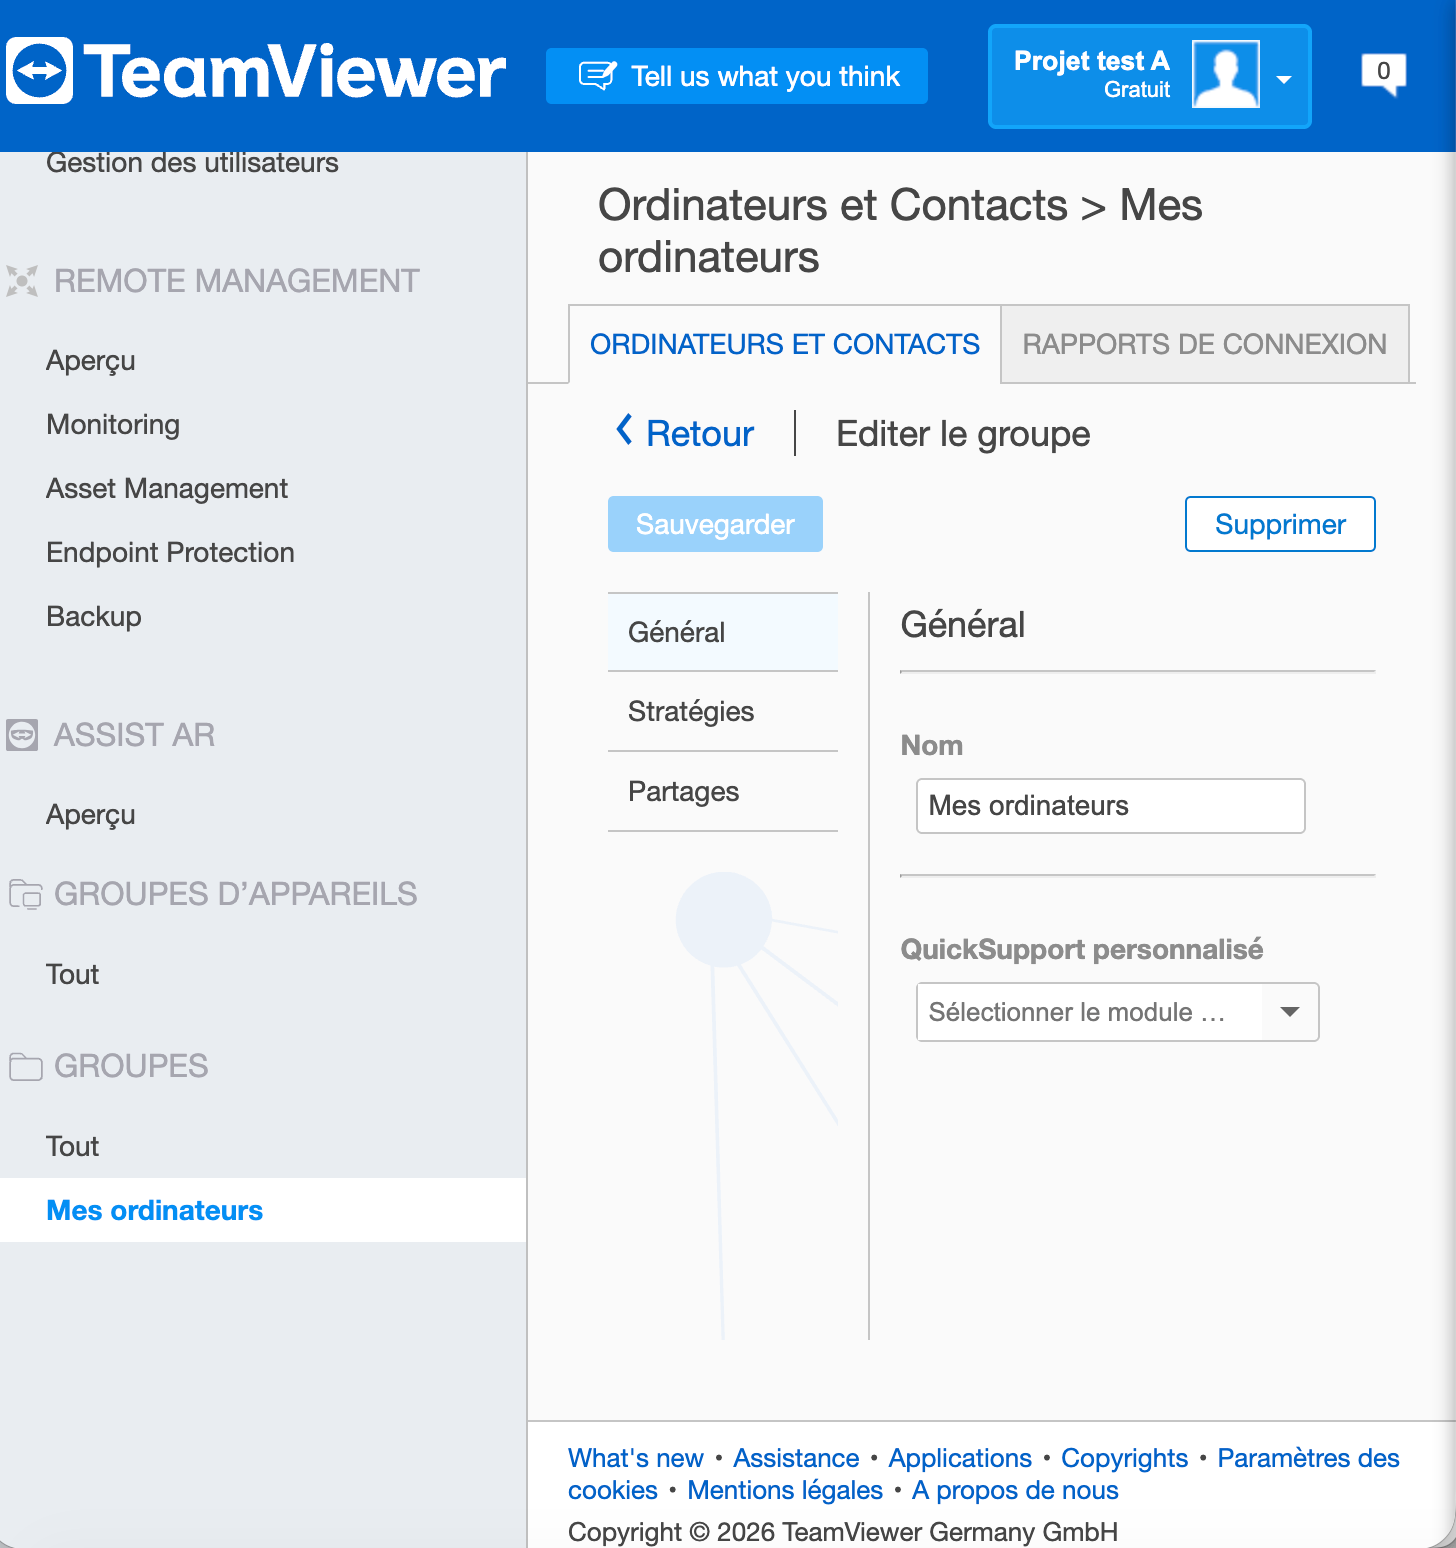 TeamViewer
Tell us what you think
Projet test A
Gratuit
0
Gestion des utilisateurs
REMOTE MANAGEMENT
Aperçu
Monitoring
Asset Management
Endpoint Protection
Backup
ASSIST AR
Aperçu
GROUPES D’APPAREILS
Tout
GROUPES
Tout
Mes ordinateurs
Ordinateurs et Contacts > Mes
ordinateurs
ORDINATEURS ET CONTACTS
RAPPORTS DE CONNEXION
Retour
Editer le groupe
Sauvegarder
Supprimer
Général
Stratégies
Partages
Général
Nom
Mes ordinateurs
QuickSupport personnalisé
Sélectionner le module ...
What's new • Assistance • Applications • Copyrights • Paramètres des
cookies • Mentions légales • A propos de nous
Copyright © 2026 TeamViewer Germany GmbH